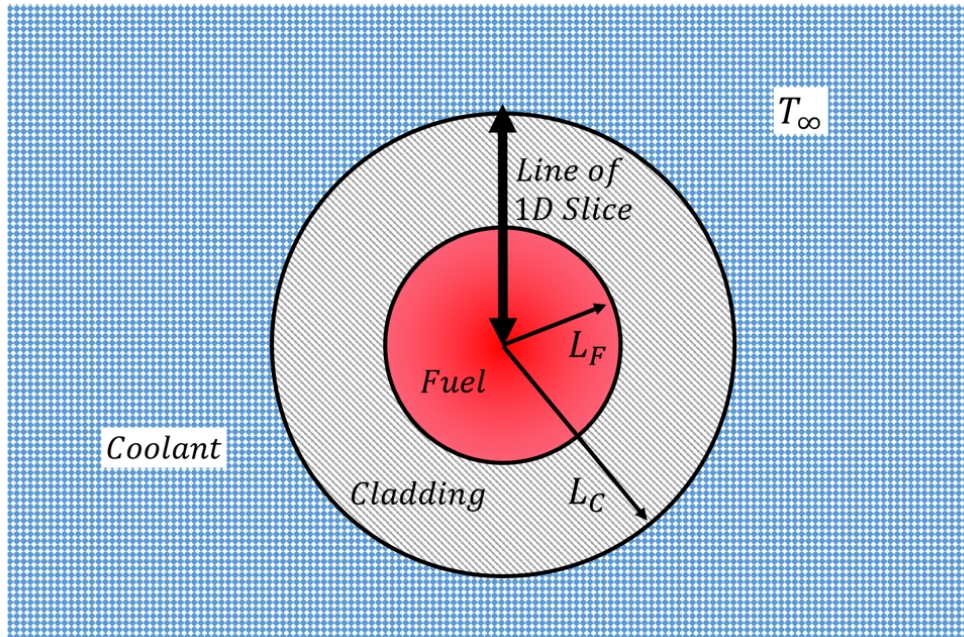 T∞
Line of
1D Slice
L_F
Fuel
Coolant
Cladding
L_C